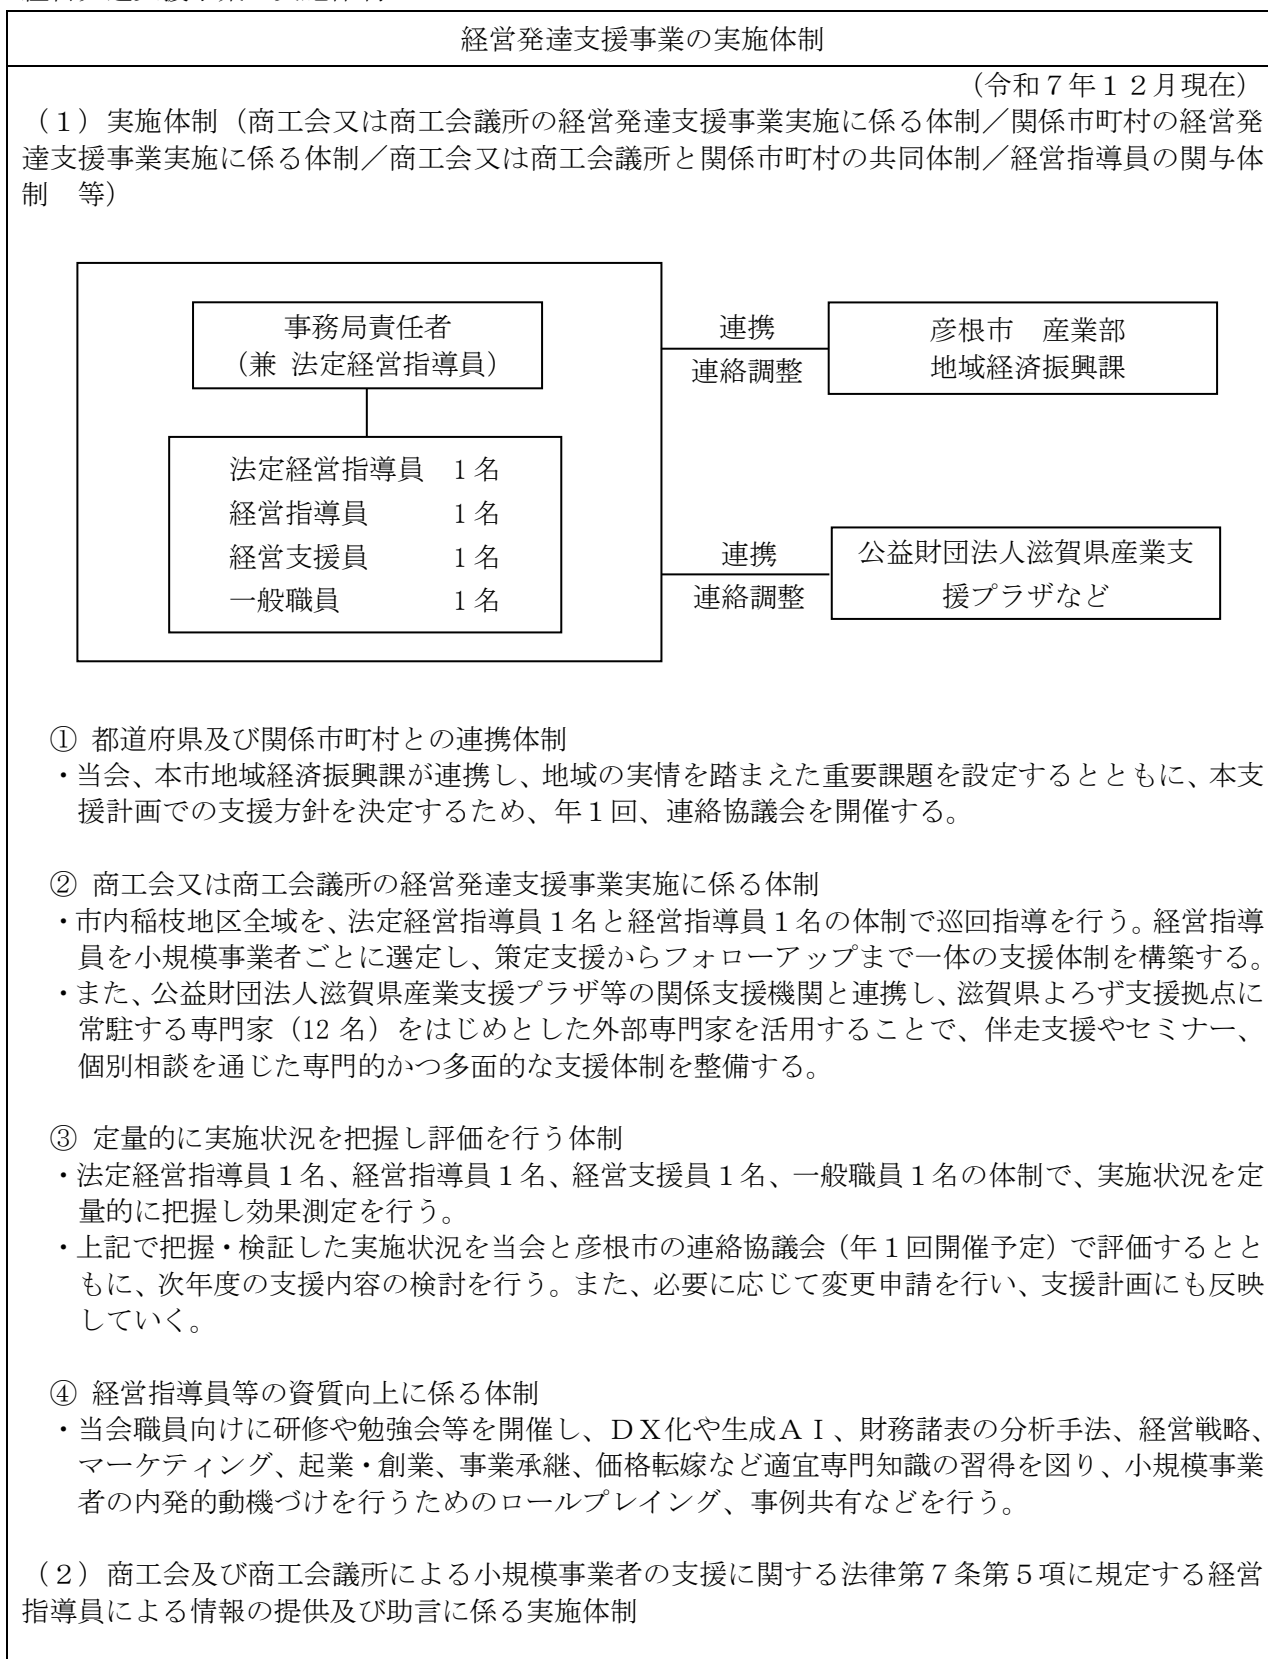 経営発達支援事業の実施体制
(令和7年12月現在)
(1)実施体制(商工会又は商工会議所の経営発達支援事業実施に係る体制/関係市町村の経営発
達支援事業実施に係る体制/商工会又は商工会議所と関係市町村の共同体制/経営指導員の関与体
制 等)
事務局責任者
(兼 法定経営指導員)
連携
連絡調整
彦根市 産業部
地域経済振興課
法定経営指導員 1名
経営指導員 1名
経営支援員 1名
一般職員 1名
連携
連絡調整
公益財団法人滋賀県産業支
援プラザなど
① 都道府県及び関係市町村との連携体制
・当会、本市地域経済振興課が連携し、地域の実情を踏まえた重要課題を設定するとともに、本支
援計画での支援方針を決定するため、年1回、連絡協議会を開催する。
② 商工会又は商工会議所の経営発達支援事業実施に係る体制
・市内稲枝地区全域を、法定経営指導員1名と経営指導員1名の体制で巡回指導を行う。経営指導
員を小規模事業者ごとに選定し、策定支援からフォローアップまで一体の支援体制を構築する。
・また、公益財団法人滋賀県産業支援プラザ等の関係支援機関と連携し、滋賀県よろず支援拠点に
常駐する専門家(12 名)をはじめとした外部専門家を活用することで、伴走支援やセミナー、
個別相談を通じた専門的かつ多面的な支援体制を整備する。
③ 定量的に実施状況を把握し評価を行う体制
・法定経営指導員1名、経営指導員1名、経営支援員1名、一般職員1名の体制で、実施状況を定
量的に把握し効果測定を行う。
・上記で把握・検証した実施状況を当会と彦根市の連絡協議会(年1回開催予定)で評価するとと
もに、次年度の支援内容の検討を行う。また、必要に応じて変更申請を行い、支援計画にも反映
していく。
④ 経営指導員等の資質向上に係る体制
・当会職員向けに研修や勉強会等を開催し、DX化や生成AI、財務諸表の分析手法、経営戦略、
マーケティング、起業・創業、事業承継、価格転嫁など適宜専門知識の習得を図り、小規模事業
者の内発的動機づけを行うためのロールプレイング、事例共有などを行う。
(2)商工会及び商工会議所による小規模事業者の支援に関する法律第7条第5項に規定する経営
指導員による情報の提供及び助言に係る実施体制